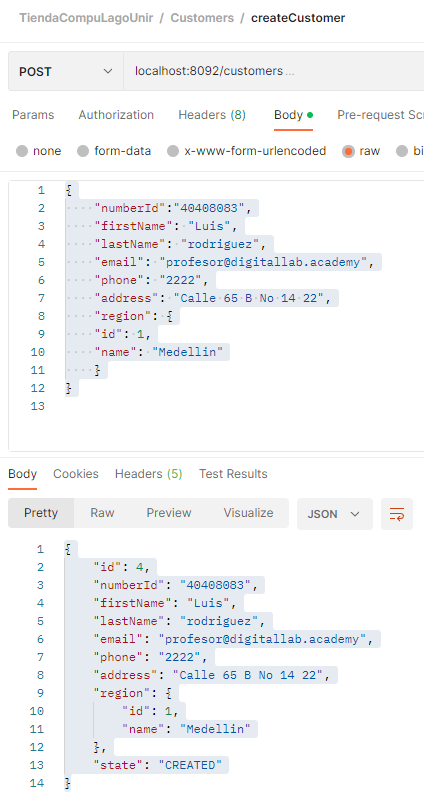 TiendaCompuLagoUnir / Customers / createCustomer
POST localhost:8092/customers ...
Params Authorization Headers (8) Body Pre-request Scr
none form-data x-www-form-urlencoded raw bi
1 {
2 "numberId":"40408083",
3 "firstName": "Luis",
4 "lastName": "rodriguez",
5 "email": "profesor@digitallab.academy",
6 "phone": "2222",
7 "address": "Calle 65 B No 14 22",
8 "region": {
9 "id": 1,
10 "name": "Medellin"
11 }
12 }
13
Body Cookies Headers (5) Test Results
Pretty Raw Preview Visualize JSON
1 {
2 "id": 4,
3 "numberId": "40408083",
4 "firstName": "Luis",
5 "lastName": "rodriguez",
6 "email": "profesor@digitallab.academy",
7 "phone": "2222",
8 "address": "Calle 65 B No 14 22",
9 "region": {
10 "id": 1,
11 "name": "Medellin"
12 },
13 "state": "CREATED"
14 }